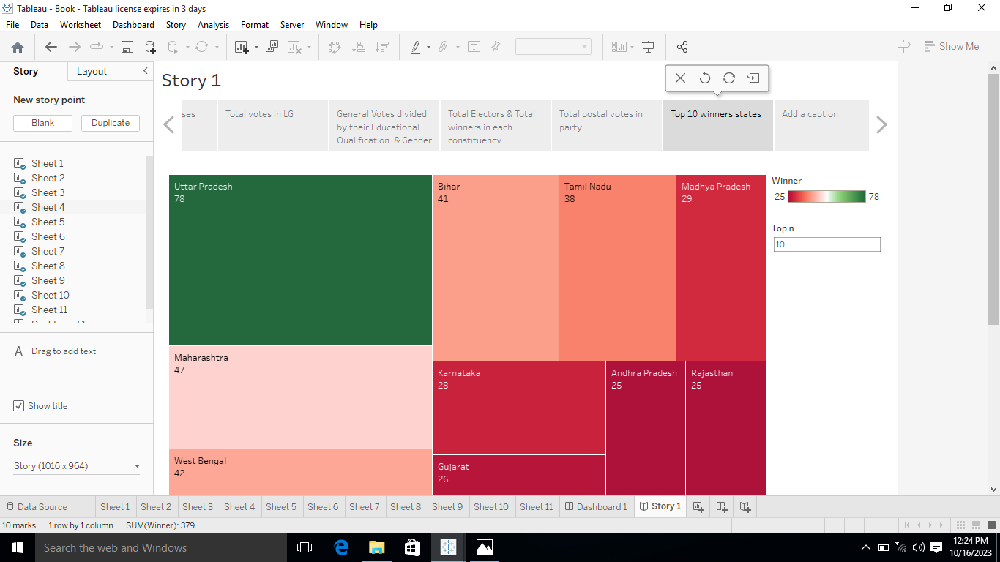 Tableau - Book - Tableau license expires in 3 days
File Data Worksheet Dashboard Story Analysis Format Server Window Help
Show Me
Story Layout
New story point
Blank Duplicate
Sheet 1
Sheet 2
Sheet 3
Sheet 4
Sheet 5
Sheet 6
Sheet 7
Sheet 8
Sheet 9
Sheet 10
Sheet 11
A Drag to add text
Show title
Size
Story (1016 x 964)
Story 1
ses
Total votes in LG
General Votes divided
by their Educational
Qualification & Gender
Total Electors & Total
winners in each
constituency
Total postal votes in
party
Top 10 winners states
Add a caption
Uttar Pradesh
78
Bihar
41
Tamil Nadu
38
Madhya Pradesh
29
Maharashtra
47
Karnataka
28
Andhra Pradesh
25
Rajasthan
25
West Bengal
42
Gujarat
26
Winner
25 78
Top n
10
Data Source Sheet 1 Sheet 2 Sheet 3 Sheet 4 Sheet 5 Sheet 6 Sheet 7 Sheet 8 Sheet 9 Sheet 10 Sheet 11 Dashboard 1 Story 1
10 marks 1 row by 1 column SUM(Winner): 379
Search the web and Windows
12:24 PM
10/16/2023